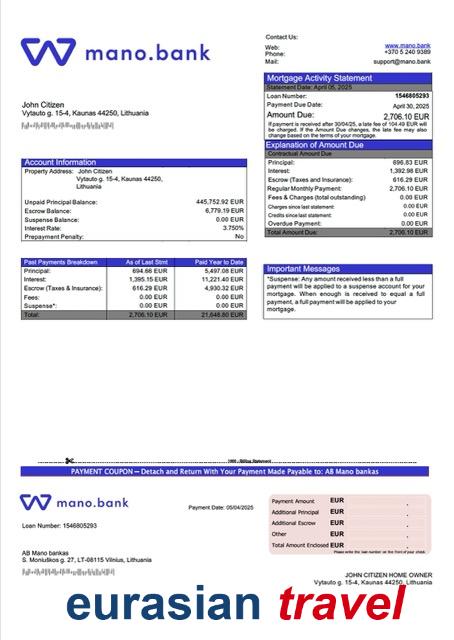 mano.bank
Contact Us:
Web: www.mano.bank
Phone: +370 5 240 9389
Mail: support@mano.bank
Mortgage Activity Statement
Statement Date: April 05, 2025
Loan Number: 1546805293
Payment Due Date: April 30, 2025
Amount Due: 2,706.10 EUR
If payment is received after 30/04/25, a late fee of 104.49 EUR will
be charged. If the Amount Due changes, the late fee may also
change based on the terms of your mortgage.
John Citizen
Vytauto g. 15-4, Kaunas 44250, Lithuania
Explanation of Amount Due
Contractual Amount Due
Principal: 696.83 EUR
Interest: 1,392.98 EUR
Escrow (Taxes and Insurance): 616.29 EUR
Regular Monthly Payment: 2,706.10 EUR
Fees & Charges (total outstanding) 0.00 EUR
Charges since last statement: 0.00 EUR
Credits since last statement: 0.00 EUR
Overdue Payment: 0.00 EUR
Total Amount Due: 2,706.10 EUR
Account Information
Property Address: John Citizen
Vytauto g. 15-4, Kaunas 44250,
Lithuania
Unpaid Principal Balance: 445,752.92 EUR
Escrow Balance: 6,779.19 EUR
Suspense Balance: 0.00 EUR
Interest Rate: 3.750%
Prepayment Penalty: No
Past Payments Breakdown As of Last Stmt Paid Year to Date
Principal: 694.66 EUR 5,497.08 EUR
Interest: 1,395.15 EUR 11,221.40 EUR
Escrow (Taxes & Insurance): 616.29 EUR 4,930.32 EUR
Fees: 0.00 EUR 0.00 EUR
Suspense*: 0.00 EUR 0.00 EUR
Total: 2,706.10 EUR 21,648.80 EUR
Important Messages
*Suspense: Any amount received less than a full
payment will be applied to a suspense account for your
mortgage. When enough is received to equal a full
payment, a full payment will be applied to your
mortgage.
Billing Statement
PAYMENT COUPON – Detach and Return With Your Payment Made Payable to: AB Mano bankas
mano.bank
Payment Date: 05/04/2025
Loan Number: 1546805293
Payment Amount EUR .
Additional Principal EUR .
Additional Escrow EUR .
Other EUR .
Total Amount Enclosed EUR .
Please write the loan number on the front of your check.
AB Mano bankas
S. Moniuškos g. 27, LT-08115 Vilnius, Lithuania
JOHN CITIZEN HOME OWNER
Vytauto g. 15-4, Kaunas 44250,
eurasian travel